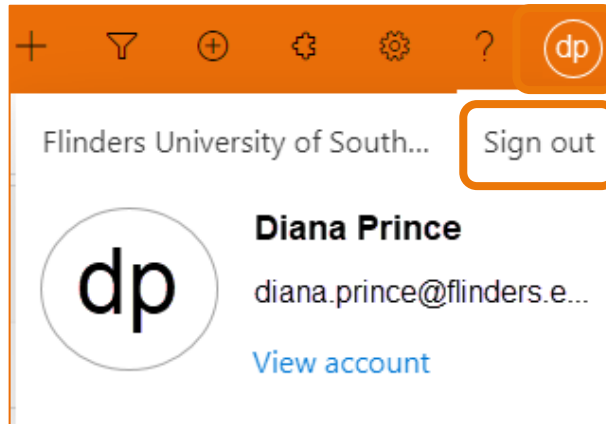 dp
Flinders University of South... Sign out
dp
Diana Prince
diana.prince@flinders.e...
View account